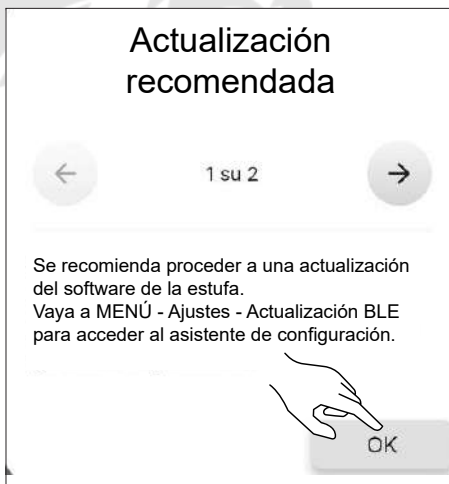 Actualización
recomendada
1 su 2
Se recomienda proceder a una actualización
del software de la estufa.
Vaya a MENÚ - Ajustes - Actualización BLE
para acceder al asistente de configuración.
OK